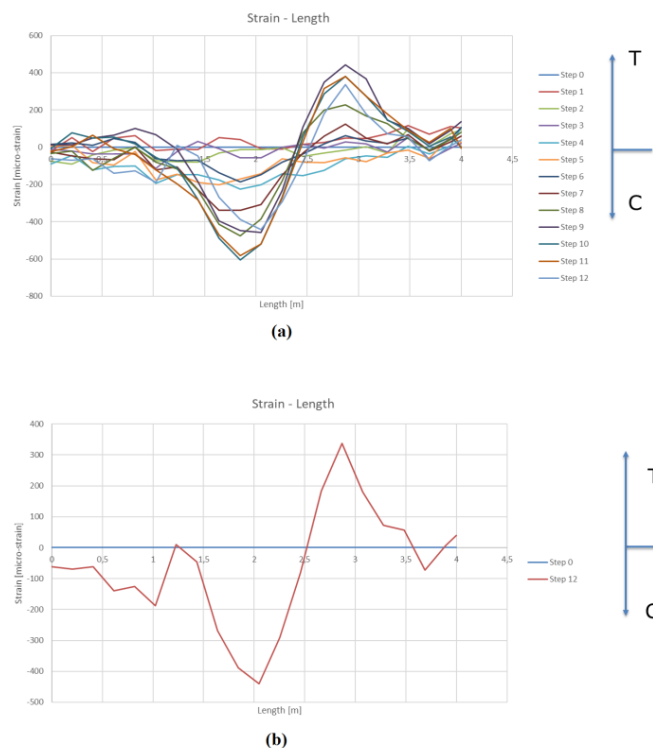 Strain - Length
600
400
200
0
-200
-400
-600
-800
0 0,5 1 1,5 2 2,5 3 3,5 4 4,5
Strain [micro-strain]
Length [m]
Step 0
Step 1
Step 2
Step 3
Step 4
Step 5
Step 6
Step 7
Step 8
Step 9
Step 10
Step 11
Step 12
T
C
(a)
Strain - Length
400
300
200
100
0
-100
-200
-300
-400
-500
0 0,5 1 1,5 2 2,5 3 3,5 4 4,5
Strain [micro-strain]
Length [m]
Step 0
Step 12
T
C
(b)